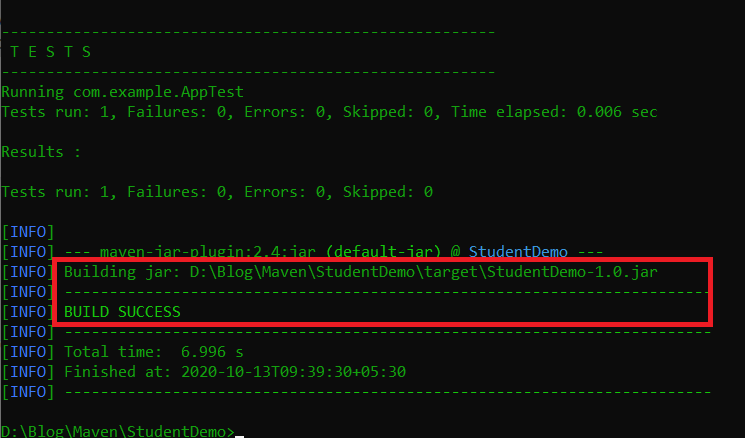 -------------------------------------------------------
 T E S T S
-------------------------------------------------------
Running com.example.AppTest
Tests run: 1, Failures: 0, Errors: 0, Skipped: 0, Time elapsed: 0.006 sec
Results :
Tests run: 1, Failures: 0, Errors: 0, Skipped: 0
[INFO]
[INFO] --- maven-jar-plugin:2.4:jar (default-jar) @ StudentDemo ---
[INFO] Building jar: D:\Blog\Maven\StudentDemo\target\StudentDemo-1.0.jar
[INFO] ------------------------------------------------------------------------
[INFO] BUILD SUCCESS
[INFO] ------------------------------------------------------------------------
[INFO] Total time:  6.996 s
[INFO] Finished at: 2020-10-13T09:39:30+05:30
[INFO] ------------------------------------------------------------------------
D:\Blog\Maven\StudentDemo>_